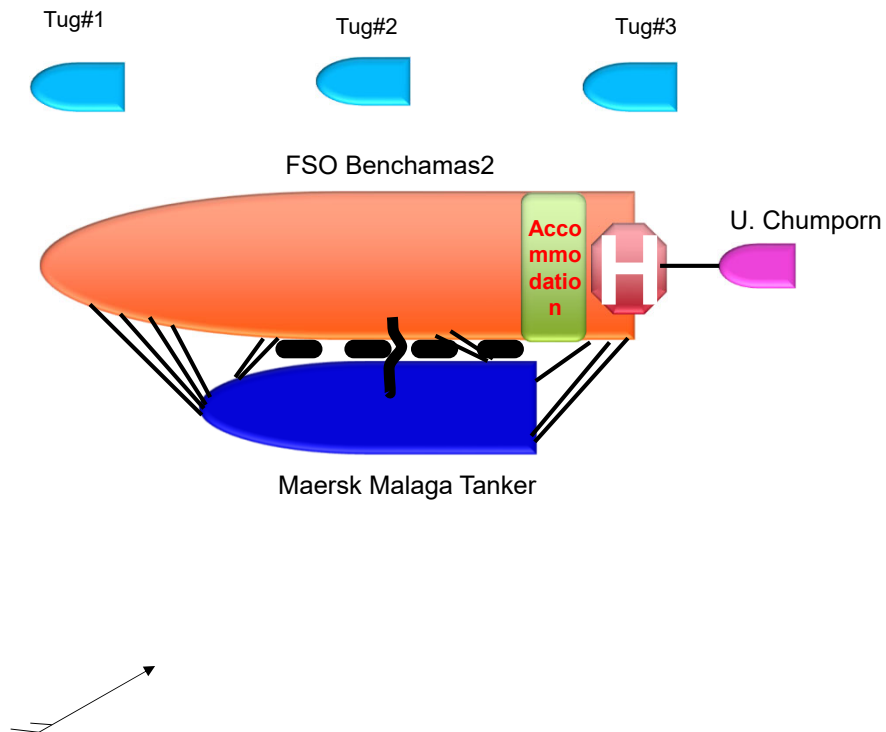 Tug#1
Tug#2
Tug#3
FSO Benchamas2
U. Chumporn
Acco
mmo
datio
n
H
Maersk Malaga Tanker